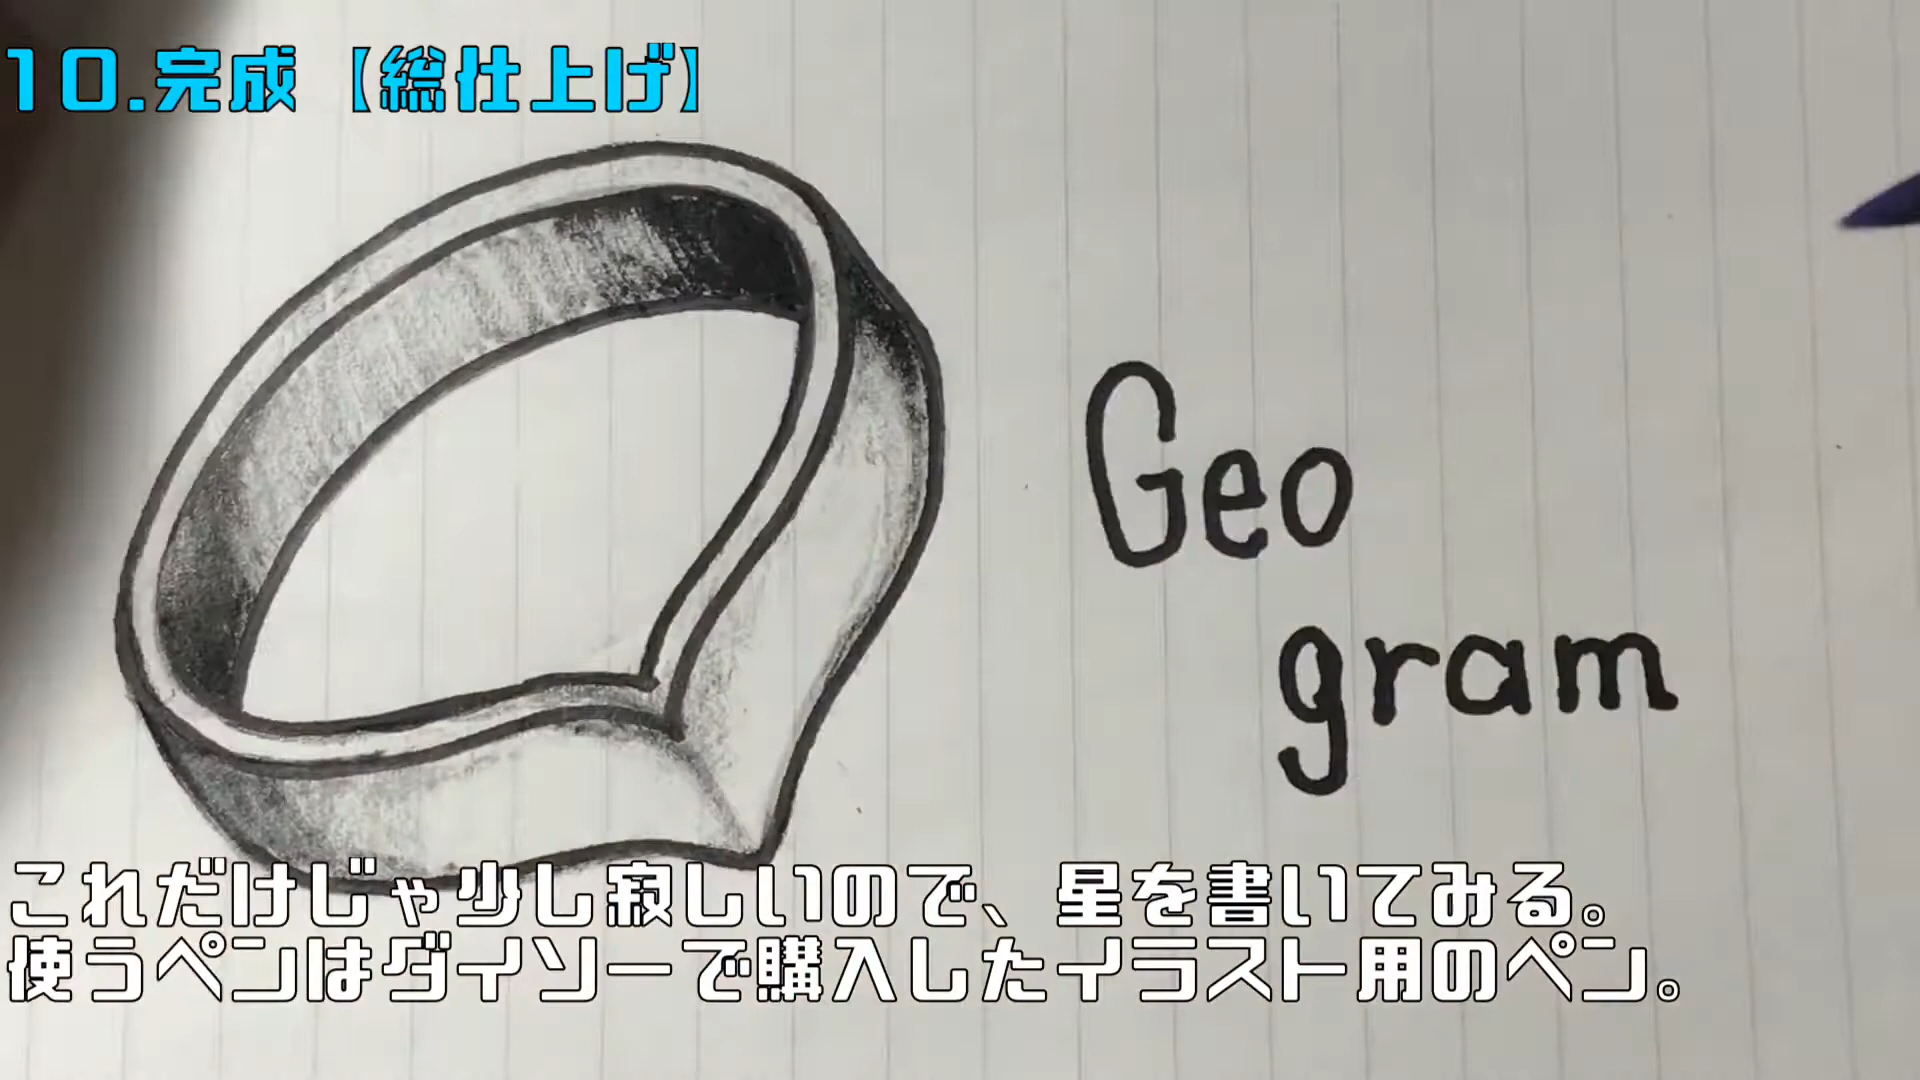 10.完成【総仕上げ】
Geo
gram
これだけじゃ少し寂しいので、星を書いてみる。
使うペンはダイソーで購入したイラスト用のペン。